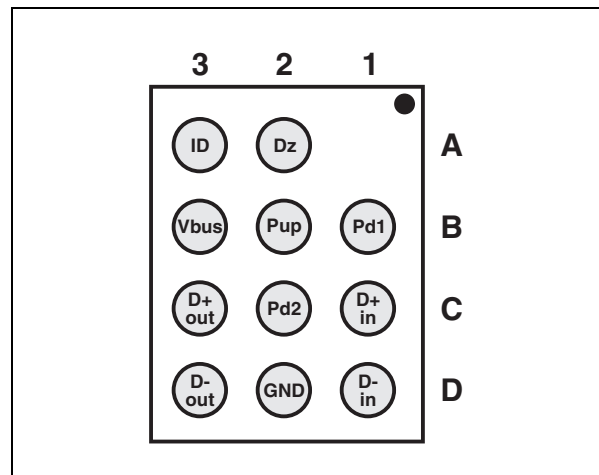 3 2 1
ID Dz A
Vbus Pup Pd1 B
D+ out Pd2 D+ in C
D- out GND D- in D